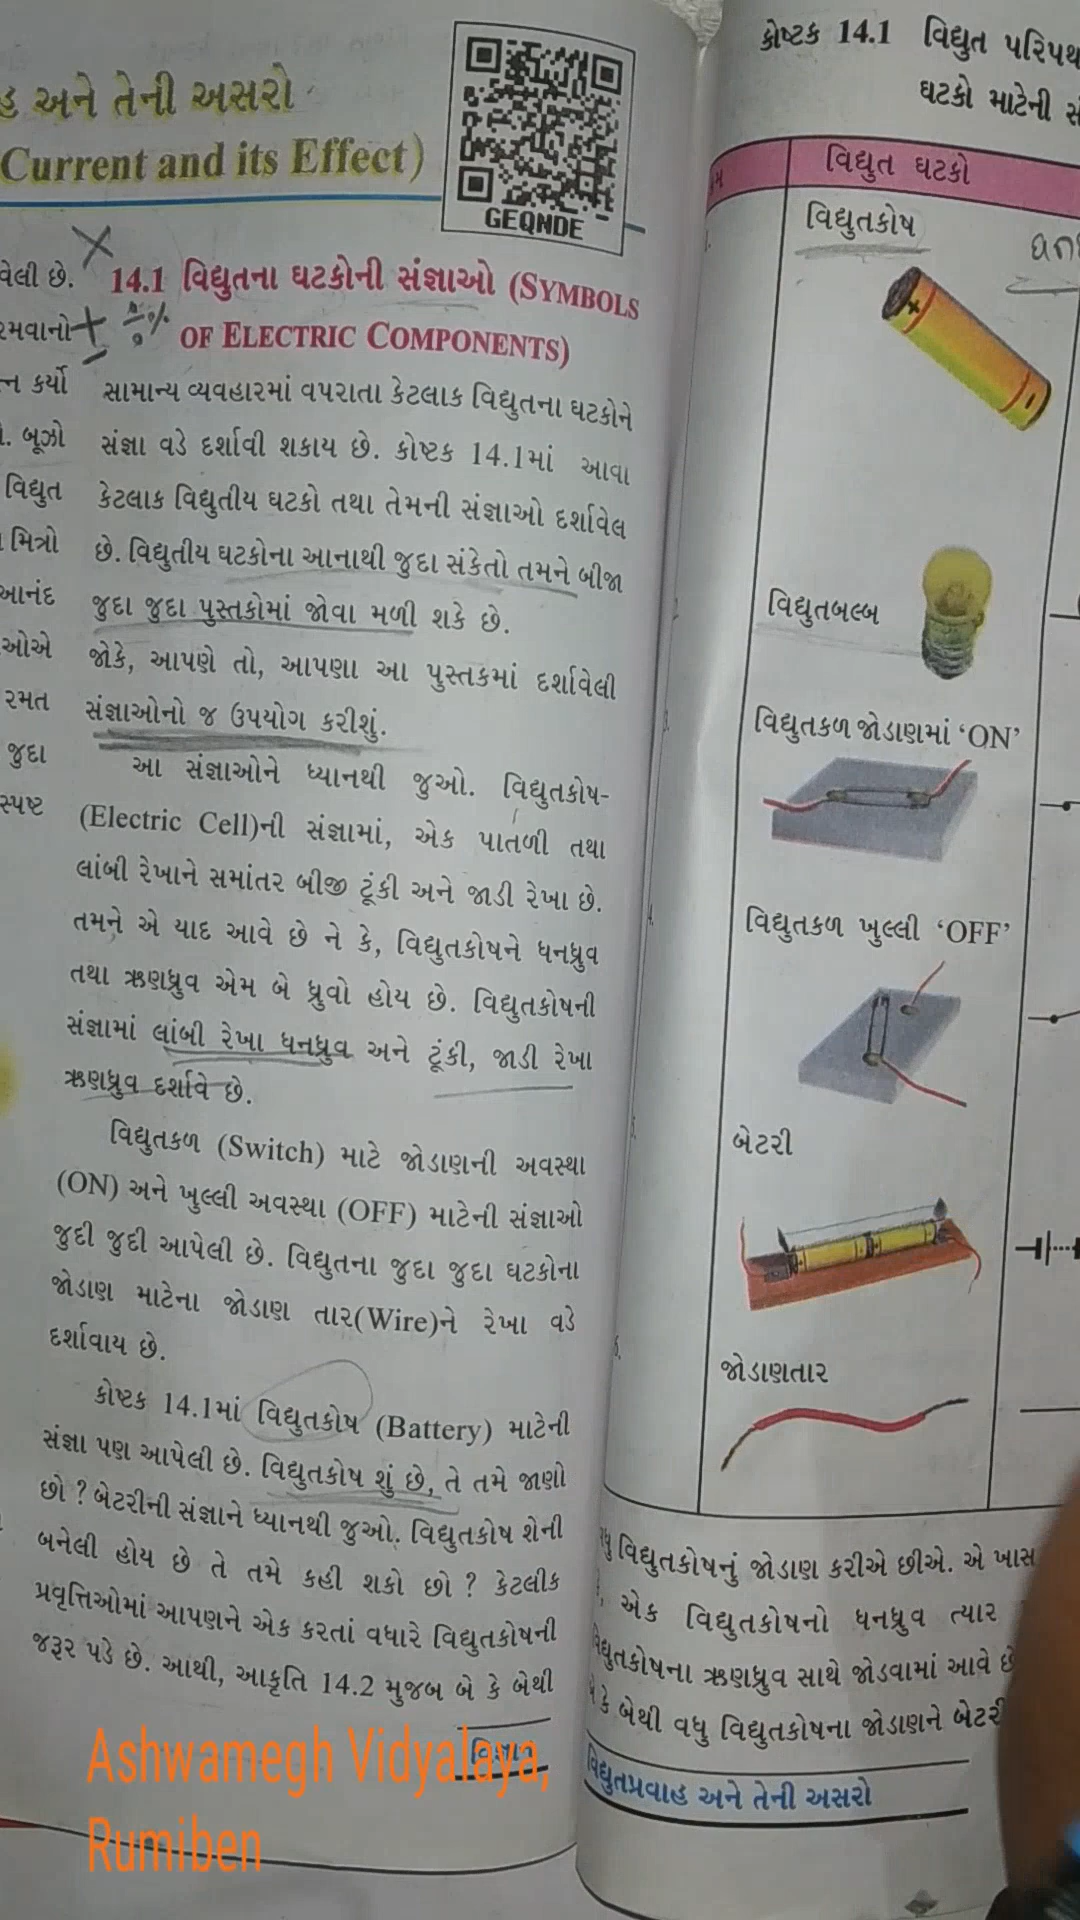 અને તેની અસરો
Current and its Effect)
GEQNDE
વેલી છે.
રમવાનો
કર્યો
બૂઝો
વિદ્યુત
મિત્રો
આનંદ
ઓએ
રમત
જુદા
સ્પષ્ટ
14.1 વિદ્યુતના ઘટકોની સંજ્ઞાઓ (SYMBOLS
OF ELECTRIC COMPONENTS)
સામાન્ય વ્યવહારમાં વપરાતા કેટલાક વિદ્યુતના ઘટકોને
સંજ્ઞા વડે દર્શાવી શકાય છે. કોષ્ટક 14.1માં આવા
કેટલાક વિદ્યુતીય ઘટકો તથા તેમની સંજ્ઞાઓ દર્શાવેલ
છે. વિદ્યુતીય ઘટકોના આનાથી જુદા સંકેતો તમને બીજા
જુદા જુદા પુસ્તકોમાં જોવા મળી શકે છે.
જોકે, આપણે તો, આપણા આ પુસ્તકમાં દર્શાવેલી
સંજ્ઞાઓનો જ ઉપયોગ કરીશું.
આ સંજ્ઞાઓને ધ્યાનથી જુઓ. વિદ્યુતકોષ-
(Electric Cell)ની સંજ્ઞામાં, એક પાતળી તથા
લાંબી રેખાને સમાંતર બીજી ટૂંકી અને જાડી રેખા છે.
તમને એ યાદ આવે છે ને કે, વિદ્યુતકોષને ધનધ્રુવ
તથા ઋણધ્રુવ એમ બે ધ્રુવો હોય છે. વિદ્યુતકોષની
સંજ્ઞામાં લાંબી રેખા ધનધ્રુવ અને ટૂંકી, જાડી રેખા
ઋણધ્રુવ દર્શાવે છે.
વિદ્યુતકળ (Switch) માટે જોડાણની અવસ્થા
(ON) અને ખુલ્લી અવસ્થા (OFF) માટેની સંજ્ઞાઓ
જુદી જુદી આપેલી છે. વિદ્યુતના જુદા જુદા ઘટકોના
જોડાણ માટેના જોડાણ તાર(Wire)ને રેખા વડે
દર્શાવાય છે.
કોષ્ટક 14.1માં વિદ્યુતકોષ (Battery) માટેની
સંજ્ઞા પણ આપેલી છે. વિદ્યુતકોષ શું છે, તે તમે જાણો
છો ? બેટરીની સંજ્ઞાને ધ્યાનથી જુઓ. વિદ્યુતકોષ શેની
બનેલી હોય છે તે તમે કહી શકો છો ? કેટલીક
પ્રવૃત્તિઓમાં આપણને એક કરતાં વધારે વિદ્યુતકોષની
જરૂર પડે છે. આથી, આકૃતિ 14.2 મુજબ બે કે બેથી
વિજ્ઞાન
કોષ્ટક 14.1 વિદ્યુત પરિપથ
ઘટકો માટેની
વિદ્યુત ઘટકો
વિદ્યુતકોષ
વિદ્યુતબલ્બ
વિદ્યુતકળ જોડાણમાં ‘ON’
વિદ્યુતકળ ખુલ્લી ‘OFF’
બેટરી
જોડાણતાર
વિદ્યુતકોષનું જોડાણ કરીએ છીએ. એ ખાસ
એક વિદ્યુતકોષનો ધનધ્રુવ ત્યાર
વિદ્યુતકોષના ઋણધ્રુવ સાથે જોડવામાં આવે છે
કે બેથી વધુ વિદ્યુતકોષના જોડાણને બેટરી
વિદ્યુતપ્રવાહ અને તેની અસરો
Ashwamegh Vidyalaya,
Rumiben